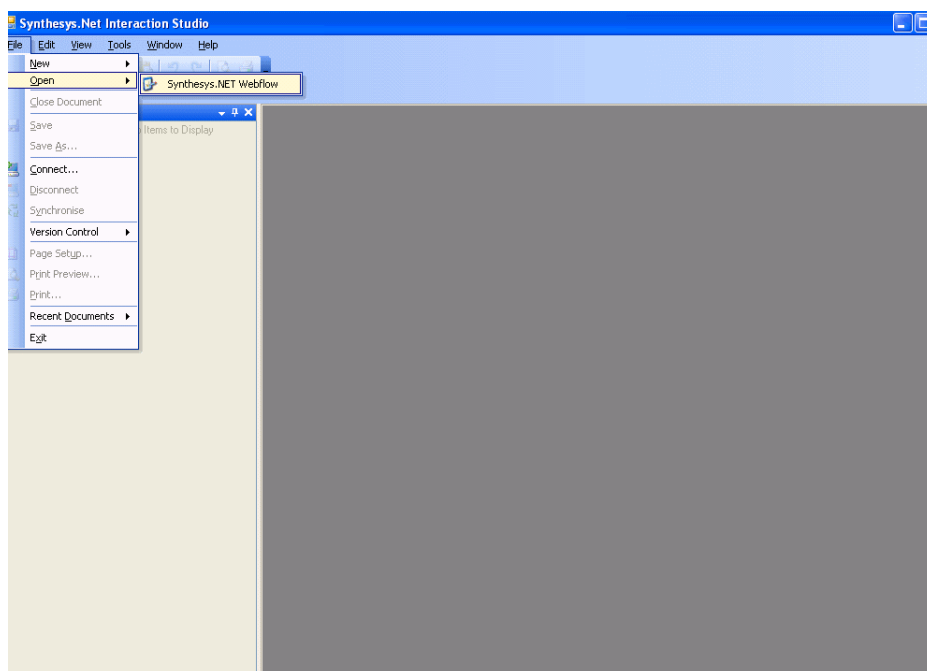 Synthesys.Net Interaction Studio
File Edit View Tools Window Help
New
Open
Synthesys.NET Webflow
Close Document
Items to Display
Save
Save As...
Connect...
Disconnect
Synchronise
Version Control
Page Setup...
Print Preview...
Print...
Recent Documents
Exit